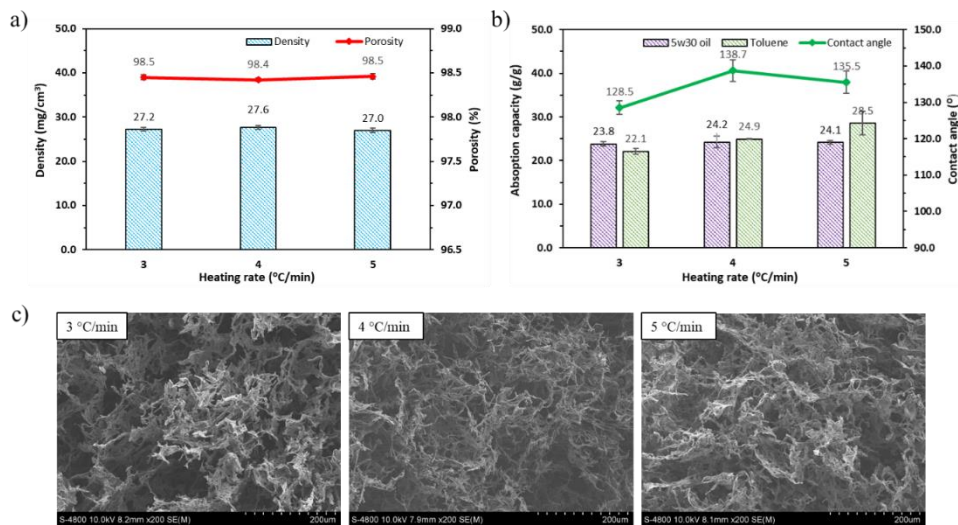 a)
50.0
40.0
30.0
20.0
10.0
0.0
Density (mg/cm³)
Density
Porosity
98.5
98.4
98.5
27.2
27.6
27.0
3
4
5
Heating rate (°C/min)
99.0
98.5
98.0
97.5
97.0
96.5
Porosity (%)
b)
50.0
40.0
30.0
20.0
10.0
0.0
Absoption capacity (g/g)
5w30 oil
Toluene
Contact angle
128.5
138.7
135.5
23.8
22.1
24.2
24.9
24.1
28.5
3
4
5
Heating rate (°C/min)
150.0
140.0
130.0
120.0
110.0
100.0
90.0
Contact angle (°)
c)
3 °C/min
S-4800 10.0kV 8.2mm x200 SE(M)
200um
4 °C/min
S-4800 10.0kV 7.9mm x200 SE(M)
200um
5 °C/min
S-4800 10.0kV 8.1mm x200 SE(M)
200um